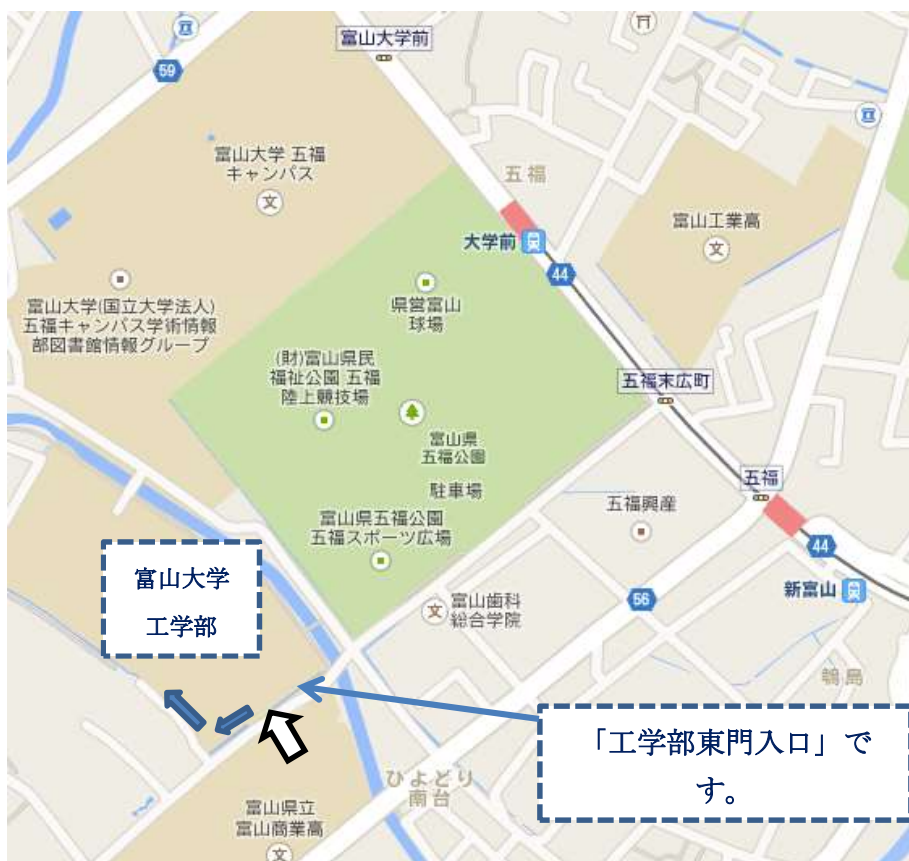 富山大学前
59
富山大学 五福
キャンパス
文
五福
富山工業高
文
大学前
44
富山大学(国立大学法人)
五福キャンパス学術情報
部図書館情報グループ
県営富山
球場
(財)富山県民
福祉公園 五福
陸上競技場
五福末広町
富山県
五福公園
駐車場
五福
五福興産
富山県五福公園
五福スポーツ広場
44
新富山
56
富山大学
工学部
文
富山歯科
総合学院
鵯島
「工学部東門入口」で
す。
ひよどり
南台
富山県立
富山商業高
文